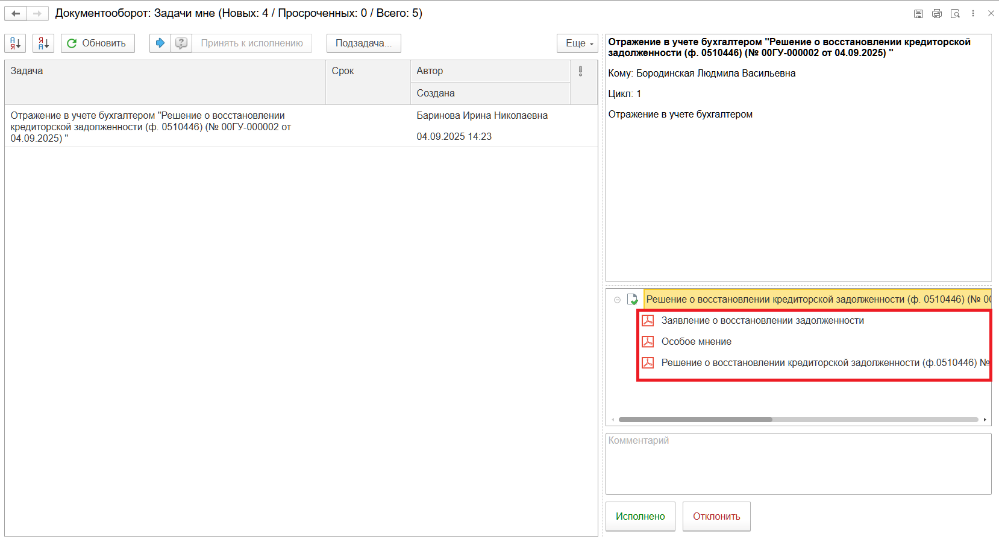 Документооборот: Задачи мне (Новых: 4 / Просроченных: 0 / Всего: 5)
Обновить
Принять к исполнению
Подзадача...
Еще
Задача
Срок
Автор
Создана
Отражение в учете бухгалтером "Решение о восстановлении
кредиторской задолженности (ф. 0510446) (№ 00ГУ-000002 от
04.09.2025) "
Баринова Ирина Николаевна
04.09.2025 14:23
Отражение в учете бухгалтером "Решение о восстановлении кредиторской
задолженности (ф. 0510446) (№ 00ГУ-000002 от 04.09.2025) "
Кому: Бородинская Людмила Васильевна
Цикл: 1
Отражение в учете бухгалтером
Решение о восстановлении кредиторской задолженности (ф. 0510446) (№ 00
Заявление о восстановлении задолженности
Особое мнение
Решение о восстановлении кредиторской задолженности (ф.0510446) №
Комментарий
Исполнено
Отклонить